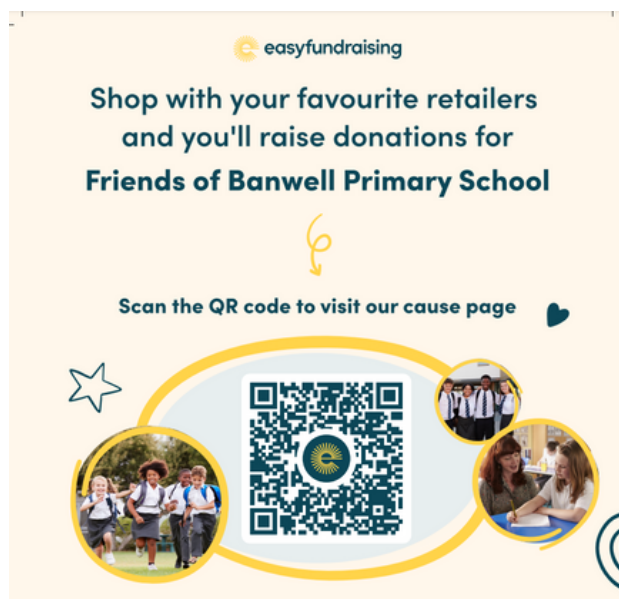 easyfundraising
Shop with your favourite retailers
and you'll raise donations for
Friends of Banwell Primary School
Scan the QR code to visit our cause page